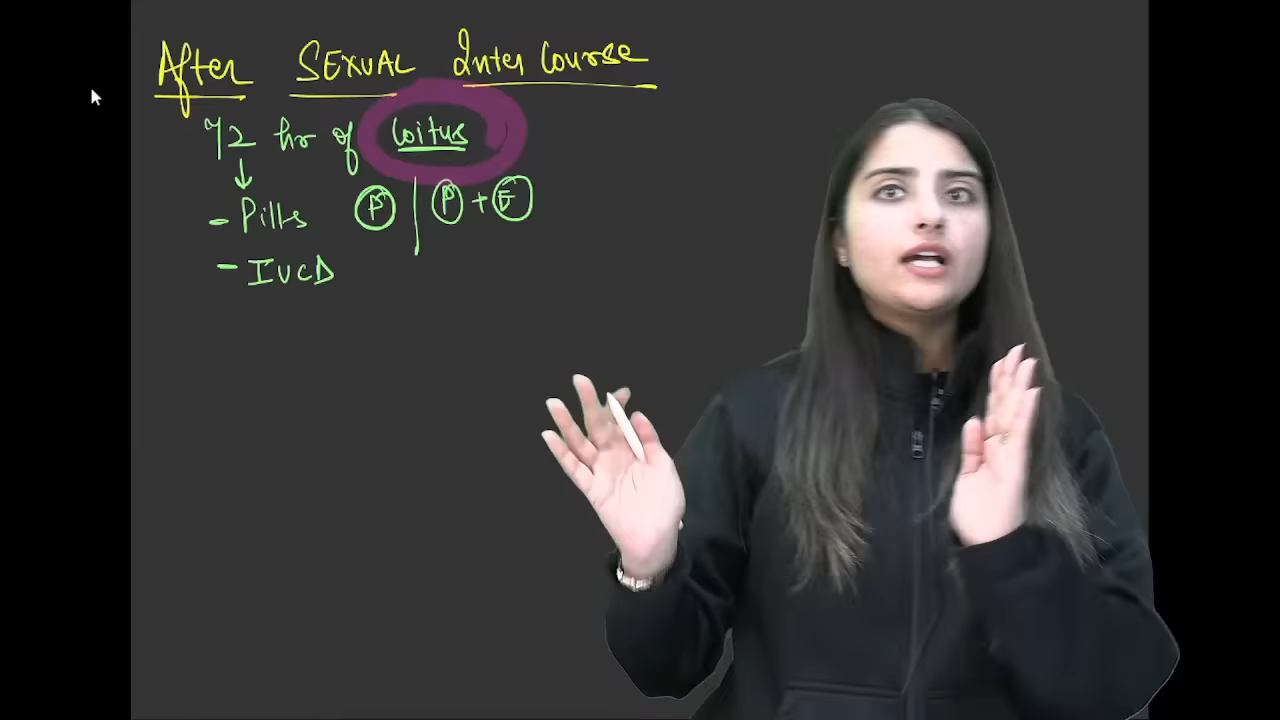 After SEXUAL Inter Course
72 hr of Coitus
↓
- Pills Ⓟ | Ⓟ + Ⓔ
- IUCD